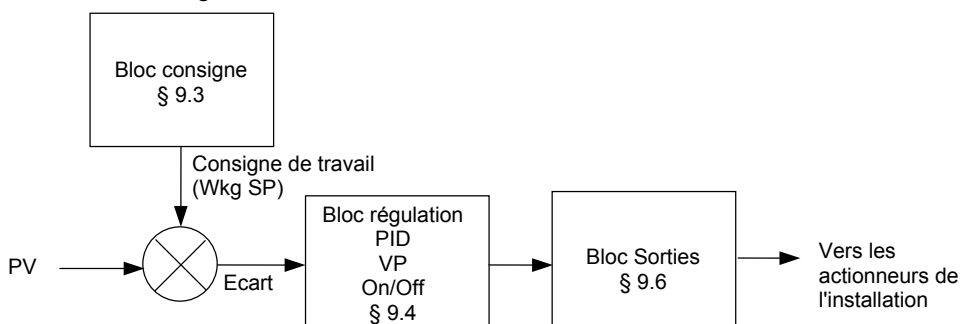 Bloc consigne
§ 9.3
Consigne de travail
(Wkg SP)
PV
Ecart
Bloc régulation
PID
VP
On/Off
§ 9.4
Bloc Sorties
§ 9.6
Vers les
actionneurs de
l'installation